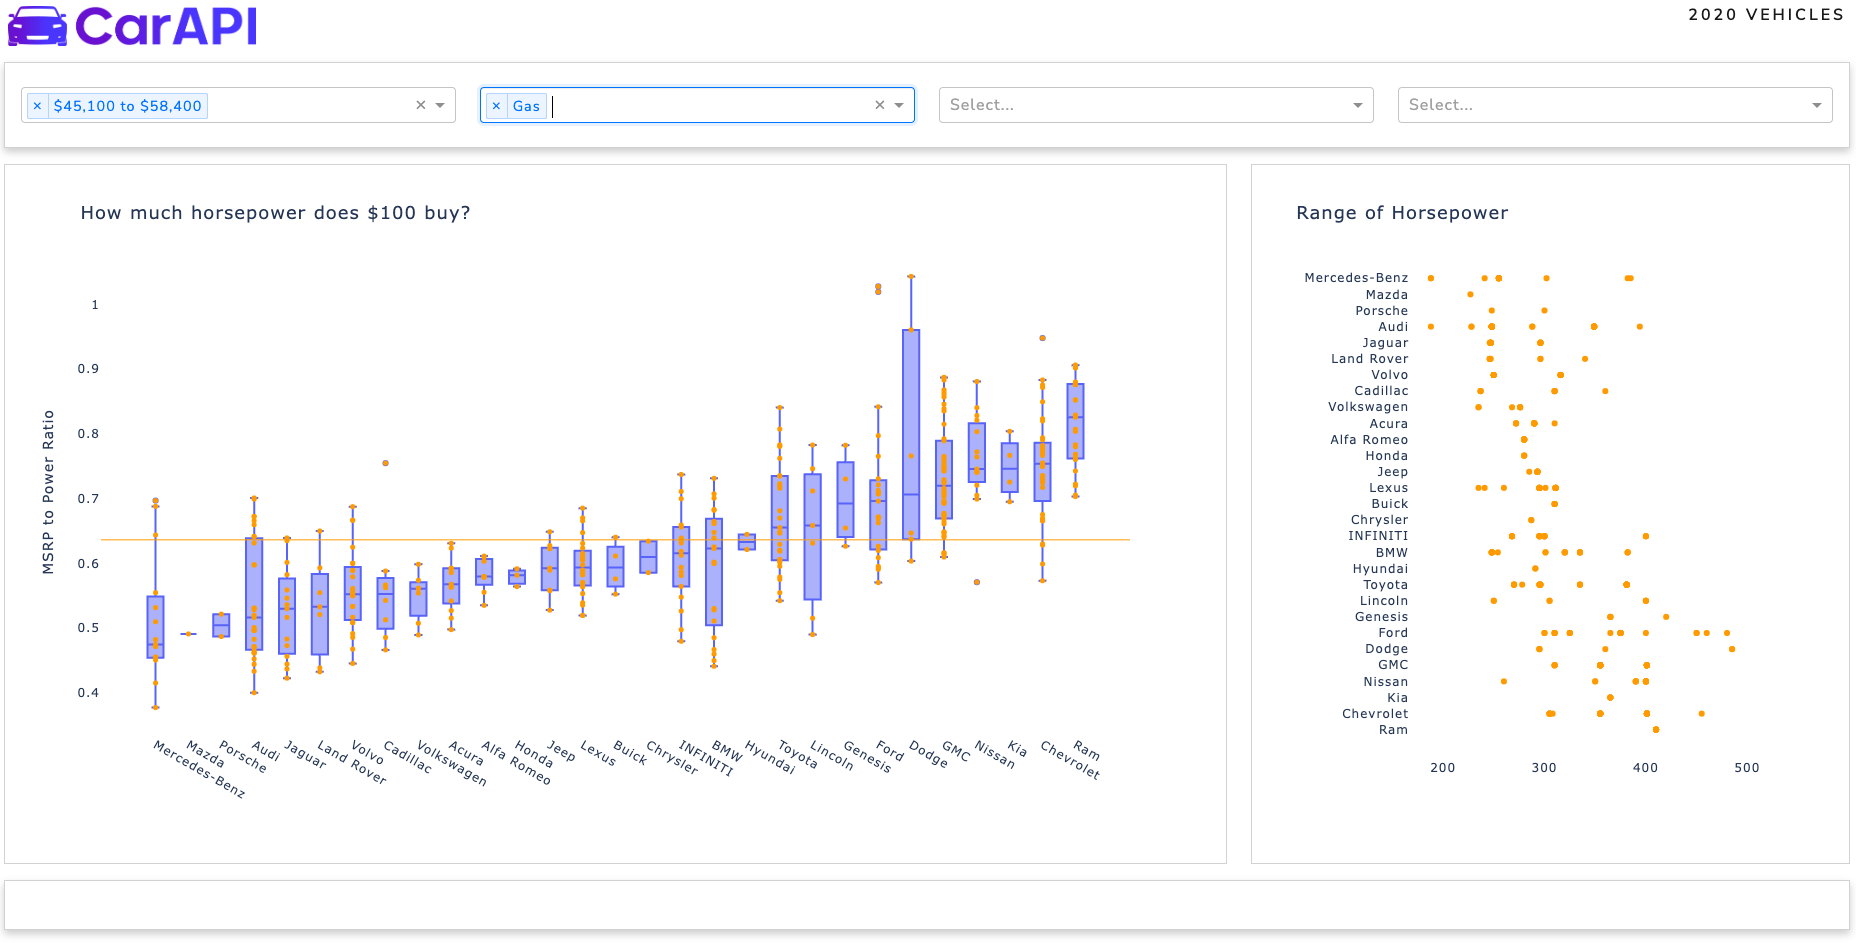 CarAPI
2020 VEHICLES
× $45,100 to $58,400 ×
× Gas ×
Select...
Select...
How much horsepower does $100 buy?
MSRP to Power Ratio
1
0.9
0.8
0.7
0.6
0.5
0.4
Mercedes-Benz
Mazda
Porsche
Audi
Jaguar
Land Rover
Volvo
Cadillac
Volkswagen
Acura
Alfa Romeo
Honda
Jeep
Lexus
Buick
Chrysler
INFINITI
BMW
Hyundai
Toyota
Lincoln
Genesis
Ford
Dodge
GMC
Nissan
Kia
Chevrolet
Ram
Range of Horsepower
Mercedes-Benz
Mazda
Porsche
Audi
Jaguar
Land Rover
Volvo
Cadillac
Volkswagen
Acura
Alfa Romeo
Honda
Jeep
Lexus
Buick
Chrysler
INFINITI
BMW
Hyundai
Toyota
Lincoln
Genesis
Ford
Dodge
GMC
Nissan
Kia
Chevrolet
Ram
200 300 400 500